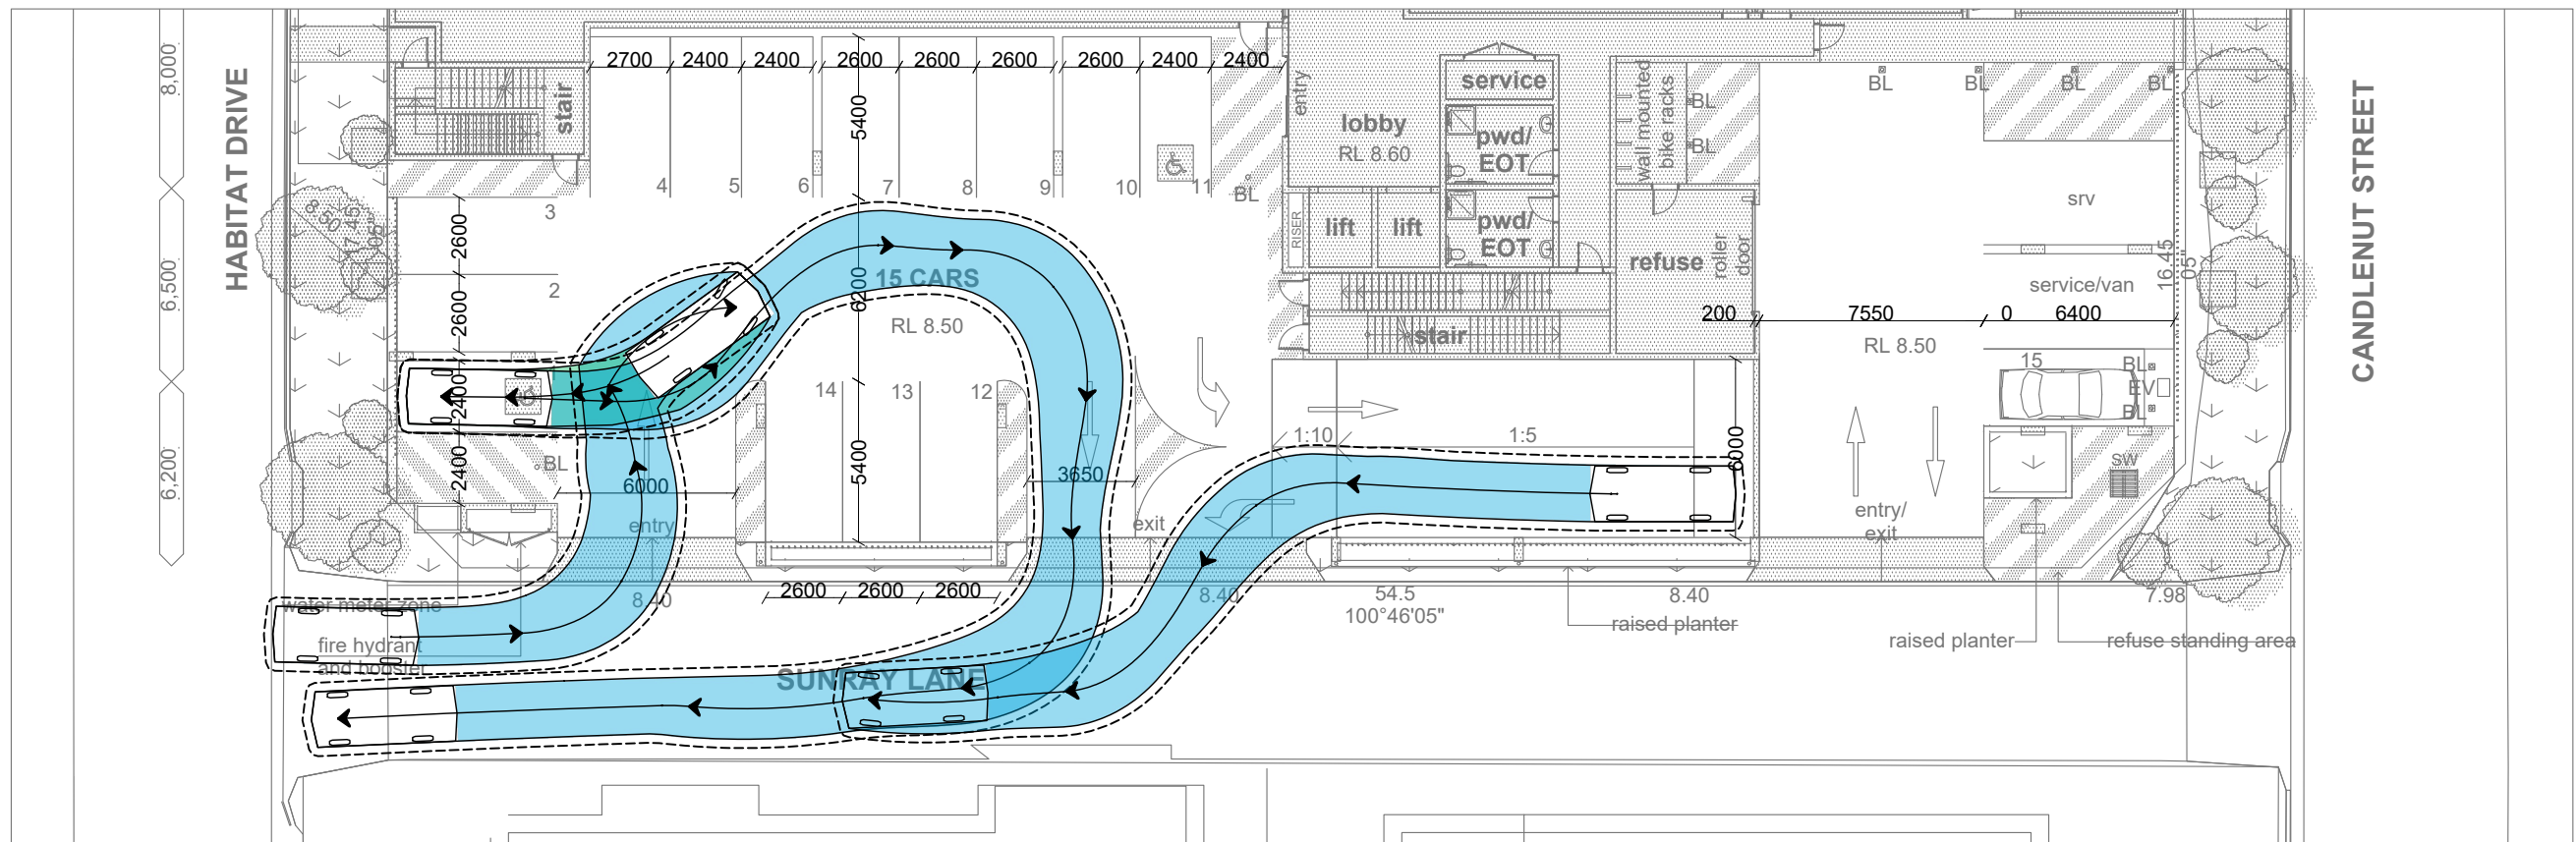 8,000
6,500
6,200
HABITAT DRIVE
CANDLENUT STREET
2700
2400
2400
2600
2600
2600
2600
2400
2400
5400
stair
entry
lobby
RL 8.60
service
pwd/
EOT
pwd/
EOT
wall mounted
bike racks
BL
BL
BL
BL
BL
BL
BL
3
4
5
6
7
8
9
10
11
2
8.50
2600
2600
2400
2400
6200
15 CARS
RL 8.50
RISER
lift
lift
refuse
roller
door
srv
service/van
16.45
05"
200
7550
0
6400
RL 8.50
stair
15
BL
EV
BL
14
13
12
5400
BL
6000
3650
1:10
1:5
6000
entry
exit
entry/
exit
SW
water meter zone
fire hydrant
and booster
8.40
2600
2600
2600
8.40
54.5
100°46'05"
8.40
7.98
raised planter
raised planter
refuse standing area
SUNRAY LANE